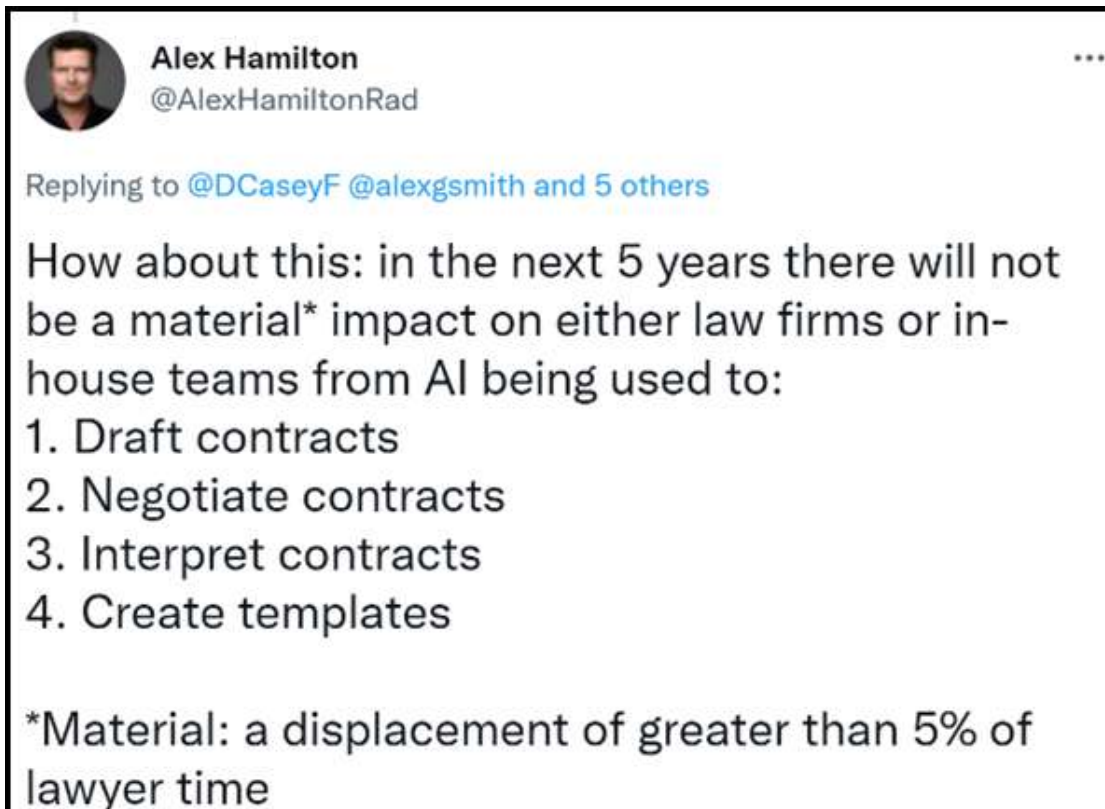 Alex Hamilton
@AlexHamiltonRad
Replying to @DCaseyF @alexgsmith and 5 others
How about this: in the next 5 years there will not
be a material* impact on either law firms or in-
house teams from AI being used to:
1. Draft contracts
2. Negotiate contracts
3. Interpret contracts
4. Create templates
*Material: a displacement of greater than 5% of
lawyer time